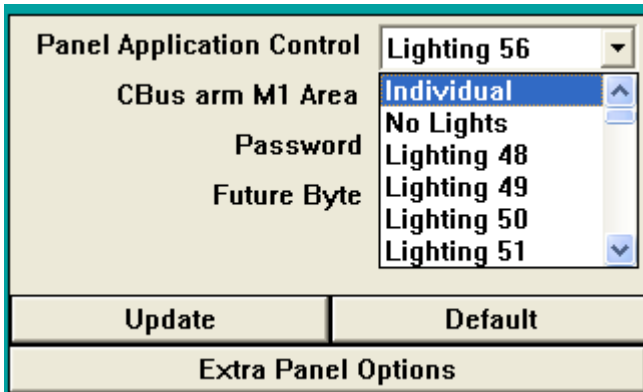 Panel Application Control Lighting 56
CBus arm M1 Area Individual
No Lights
Password Lighting 48
Future Byte Lighting 49
Lighting 50
Lighting 51
Update Default
Extra Panel Options